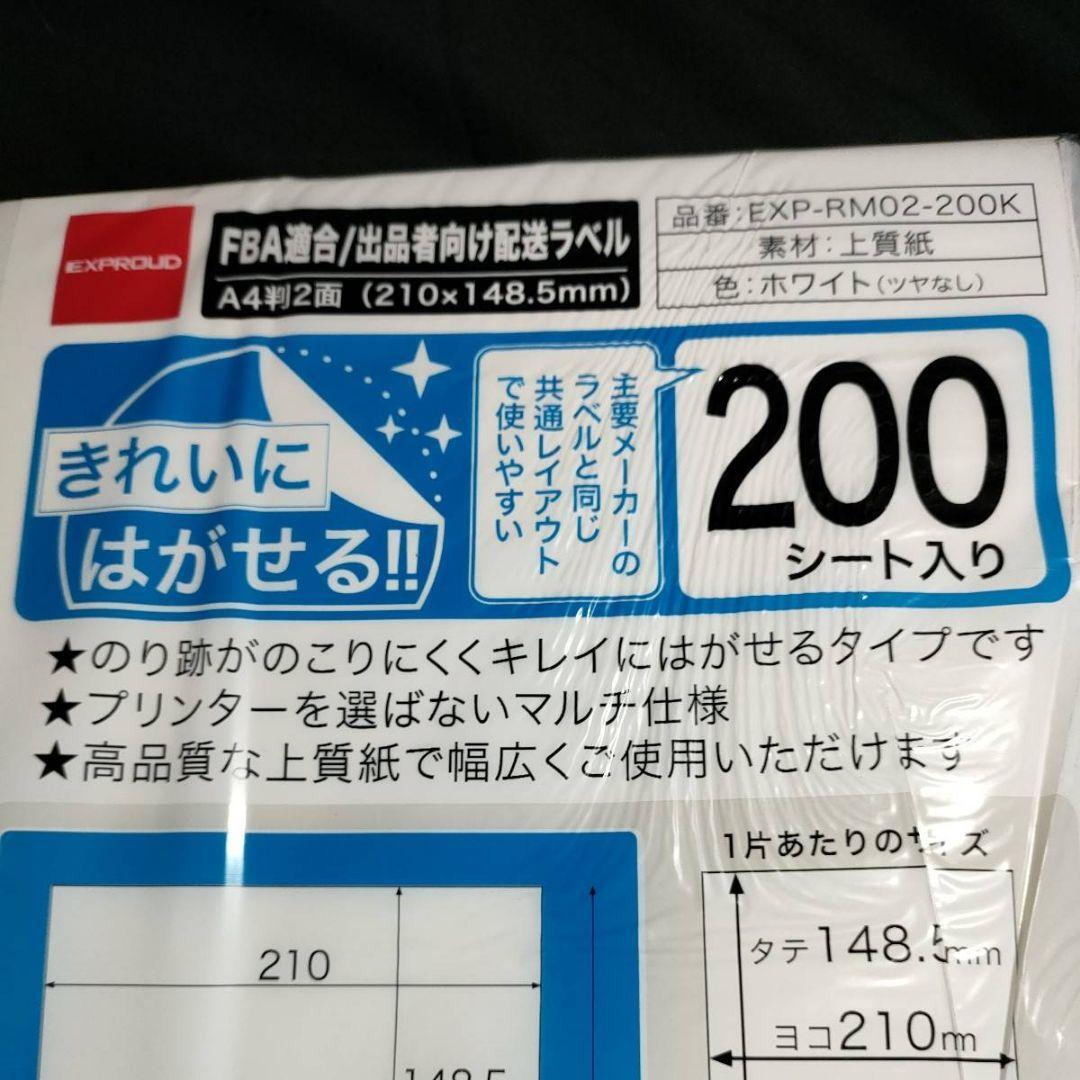 EXPROUD
FBA適合/出品者向け配送ラベル
A4判2面（210×148.5mm）
品番：EXP-RM02-200K
素材：上質紙
色：ホワイト（ツヤなし）
きれいに
はがせる!!
主要メーカーの
ラベルと同じ
共通レイアウト
で使いやすい
200
シート入り
★のり跡がのこりにくくキレイにはがせるタイプです
★プリンターを選ばないマルチ仕様
★高品質な上質紙で幅広くご使用いただけます
210
148.5
1片あたりのサイズ
タテ148.5mm
ヨコ210mm